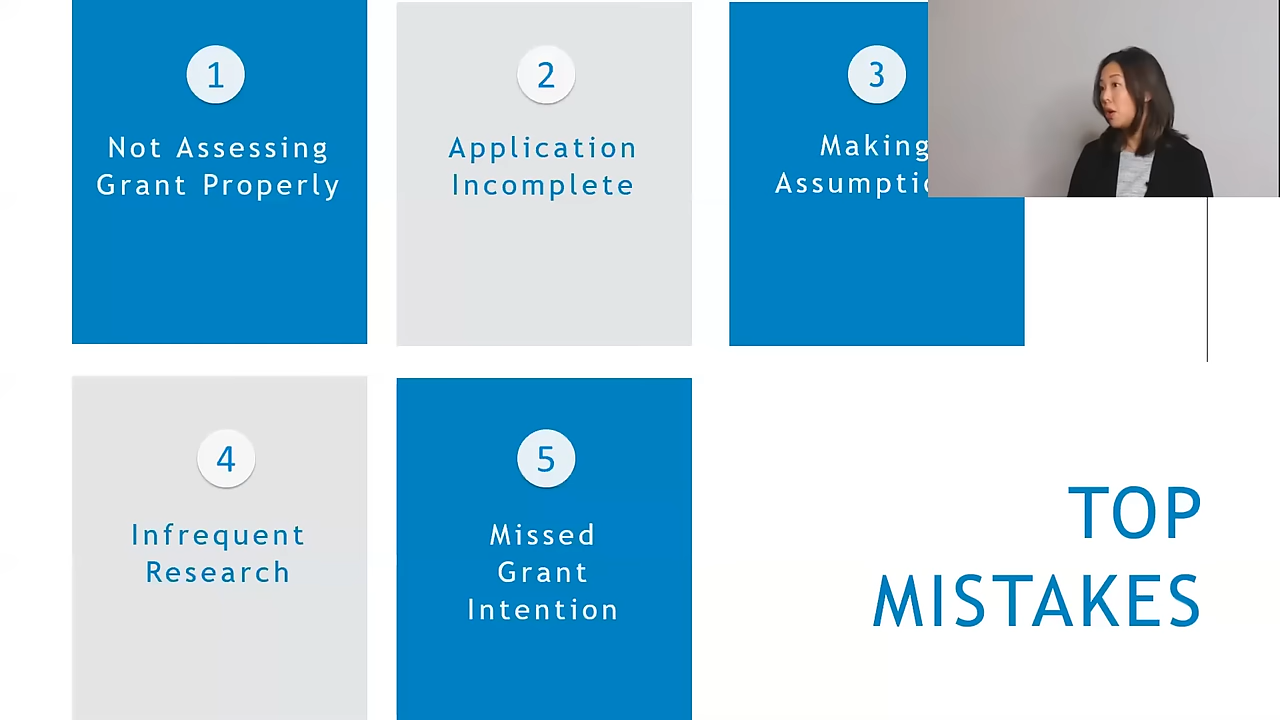 1
Not Assessing
Grant Properly
2
Application
Incomplete
3
Making
4
Infrequent
Research
5
Missed
Grant
Intention
TOP
MISTAKES